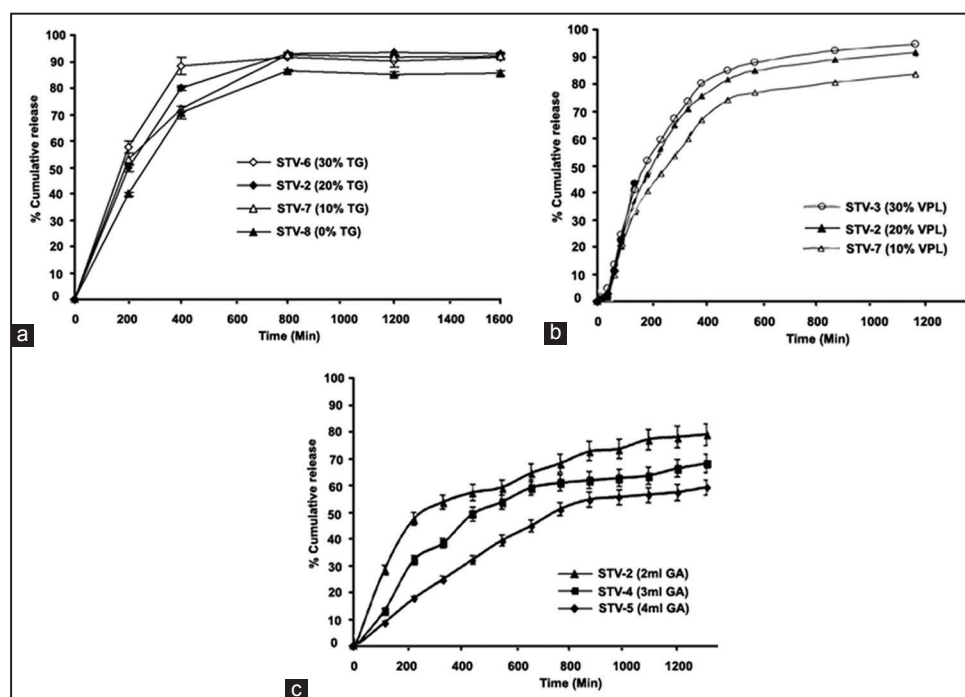 100
90
80
70
60
50
40
30
20
10
0
% Cumulative release
STV-6 (30% TG)
STV-2 (20% TG)
STV-7 (10% TG)
STV-8 (0% TG)
0 200 400 600 800 1000 1200 1400 1600
Time (Min)
a
100
90
80
70
60
50
40
30
20
10
0
% Cumulative release
STV-3 (30% VPL)
STV-2 (20% VPL)
STV-7 (10% VPL)
0 200 400 600 800 1000 1200
Time (Min)
b
100
90
80
70
60
50
40
30
20
10
0
% Cumulative release
STV-2 (2ml GA)
STV-4 (3ml GA)
STV-5 (4ml GA)
0 200 400 600 800 1000 1200
Time (Min)
c